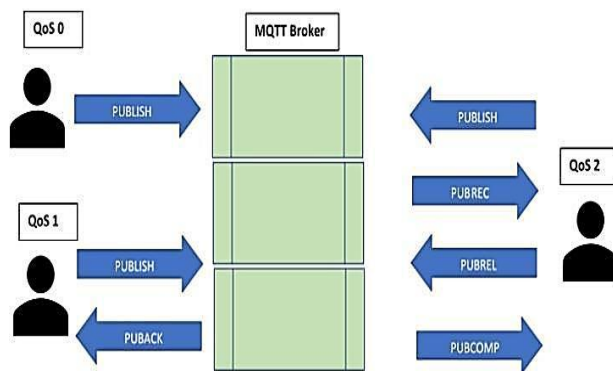 QoS 0
MQTT Broker
PUBLISH
PUBLISH
PUBREC
QoS 2
QoS 1
PUBLISH
PUBREL
PUBACK
PUBCOMP